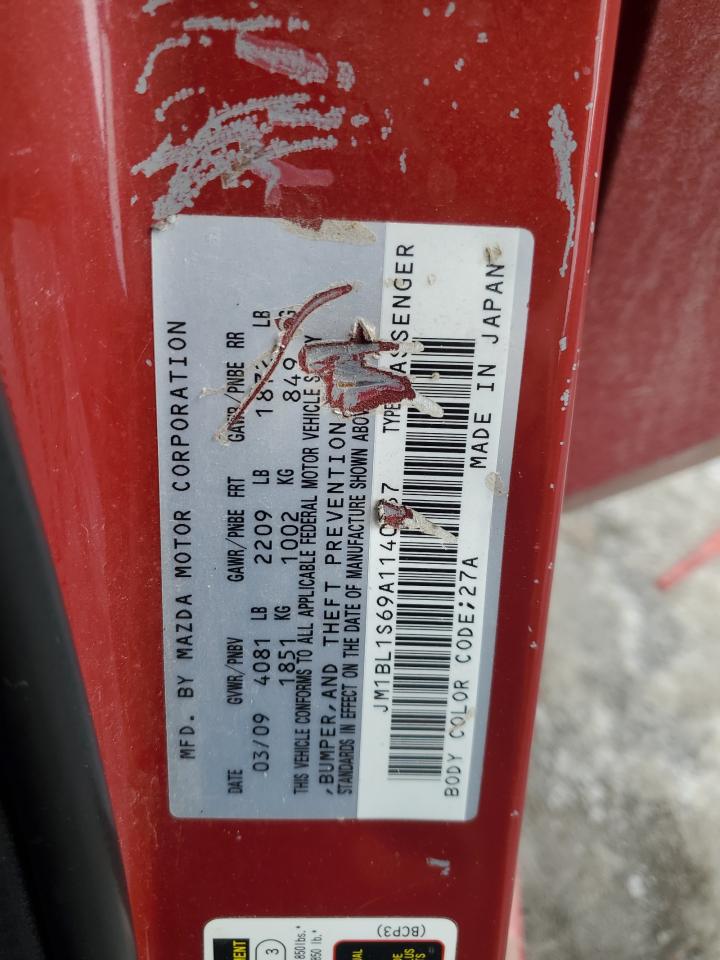 MFD. BY MAZDA MOTOR CORPORATION
DATE GVWR/PNBV GAWR/PNBE FRT GAWR/PNBE RR
03/09 4081 LB 2209 LB LB
1851 KG 1002 KG 849
THIS VEHICLE CONFORMS TO ALL APPLICABLE FEDERAL MOTOR VEHICLE
,BUMPER,AND THEFT PREVENTION
STANDARDS IN EFFECT ON THE DATE OF MANUFACTURE SHOWN
TYPE
BODY COLOR CODE;27A
MADE IN JAPAN
(BCP3)
3
850lbs.*